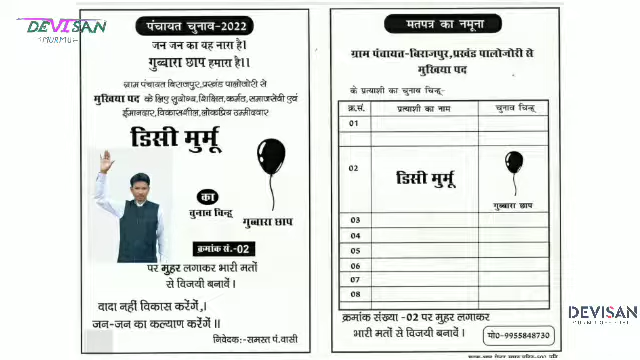 DEVISAN
MURMU
पंचायत चुनाव-2022
जन जन का यह नारा है।
गुब्बारा छाप हमारा है।।
ग्राम पंचायत बिराजपुर,प्रखंड पालोजोरी से
मुखिया पद के लिए सुयोग्य,शिक्षित,कर्मठ,समाजसेवी एवं
ईमानदार,विकासशील,लोकप्रिय उम्मीदवार
डिसी मुर्मू
का
चुनाव चिन्ह
गुब्बारा छाप
क्रमांक सं.-02
पर मुहर लगाकर भारी मतों
से विजयी बनावें ।
वादा नहीं विकास करेंगें,।
जन-जन का कल्याण करेंगें ॥
निवेदक:- समस्त पं.वासी
मतपत्र का नमूना
ग्राम पंचायत-बिराजपुर,प्रखंड पालोजोरी से
मुखिया पद
के प्रत्याशी का चुनाव चिन्ह-
क्र.सं. प्रत्याशी का नाम चुनाव चिन्ह
01
02 डिसी मुर्मू गुब्बारा छाप
03
04
05
06
07
08
क्रमांक संख्या -02 पर मुहर लगाकर
भारी मतों से विजयी बनावें ।
मो0-9955848730
DEVISAN